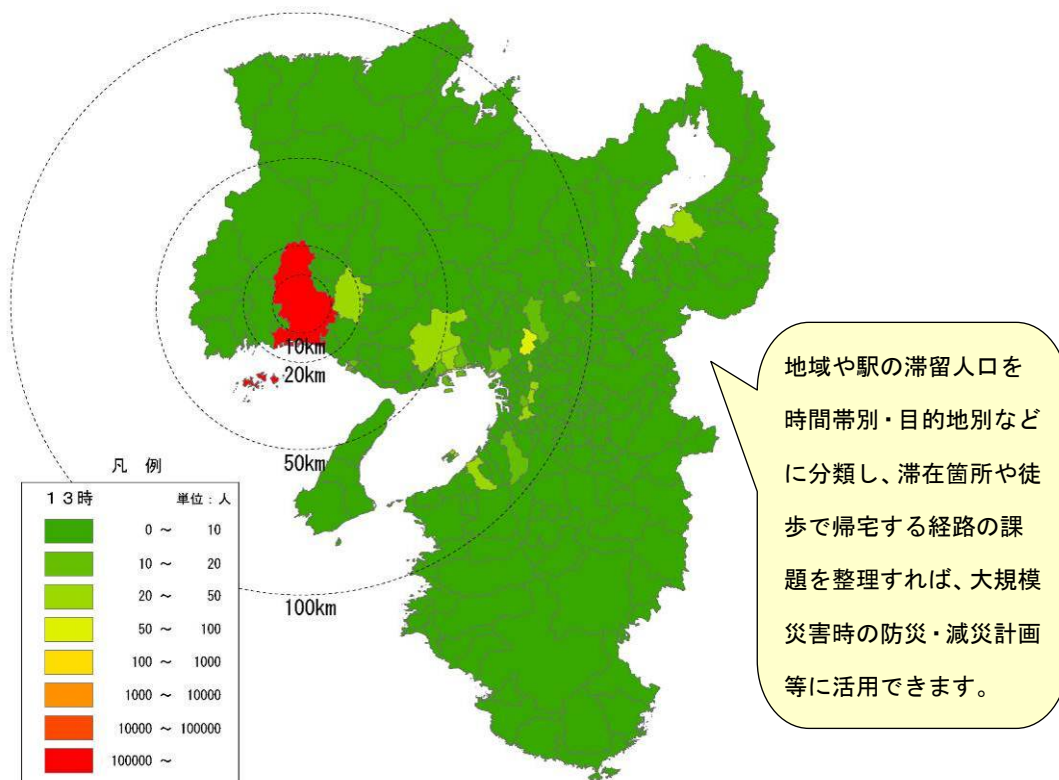 10km
20km
50km
100km
凡 例
13時 単位：人
0 ～ 10
10 ～ 20
20 ～ 50
50 ～ 100
100 ～ 1000
1000 ～ 10000
10000 ～ 100000
100000 ～
地域や駅の滞留人口を
時間帯別・目的地別など
に分類し、滞在箇所や徒
歩で帰宅する経路の課
題を整理すれば、大規模
災害時の防災・減災計画
等に活用できます。